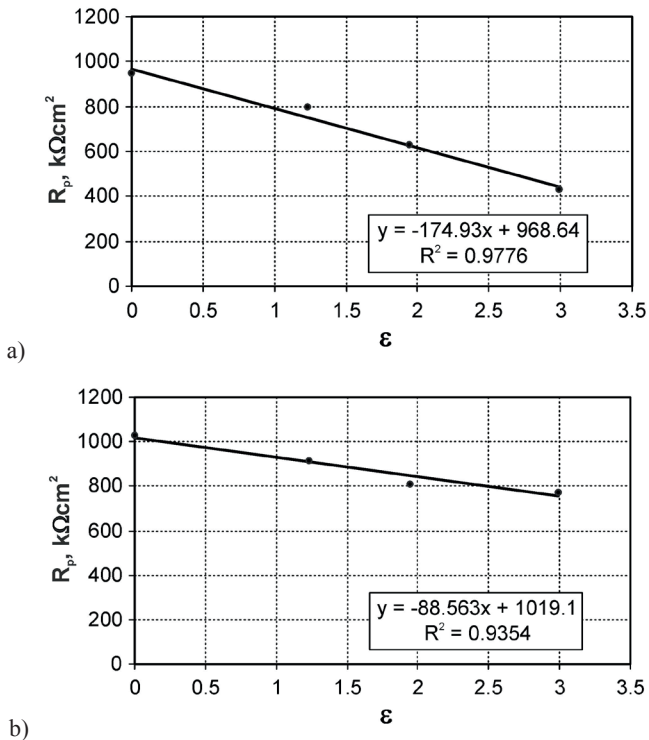 1200
1000
800
600
400
200
0
R_p, kΩcm²
y = -174.93x + 968.64
R² = 0.9776
0 0.5 1 1.5 2 2.5 3 3.5
ε
a)
1200
1000
800
600
400
200
0
R_p, kΩcm²
y = -88.563x + 1019.1
R² = 0.9354
0 0.5 1 1.5 2 2.5 3 3.5
ε
b)